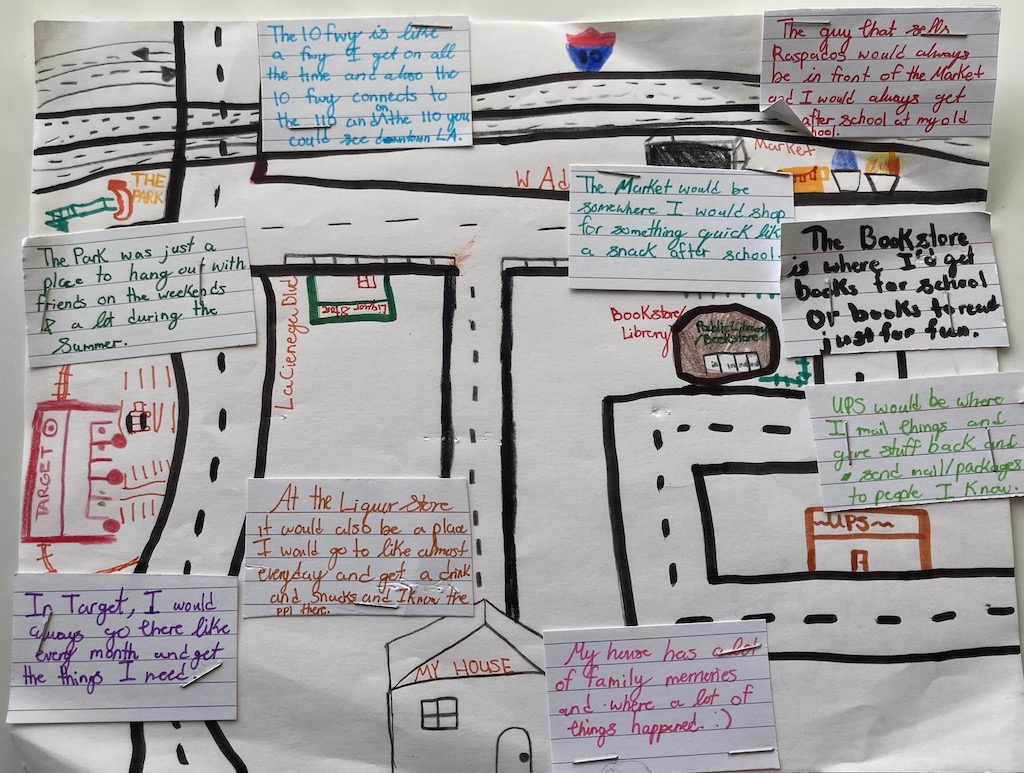 The 10 fwy is like
a fwy I get on all
the time and also the
10 fwy connects to
the 110 and on the 110 you
could see downtown LA.
The guy that sells
Raspados would always
be in front of the Market
and I would always get
after school at my old
hool.
Market
THE
PARK
W Ad
The Market would be
somewhere I would shop
for something quick like
a snack after school.
The Park was just a
place to hang out with
friends on the weekends
& a lot during the
Summer.
The Bookstore
is where I'd get
books for school
or books to read
just for fun.
La Cienega Blvd
Liquor Store
Bookstore
Library
Public Library
/Bookstore
TARGET
UPS would be where
I mail things and
give stuff back and
send mail/packages
to people I know.
UPS
At the Liquor Store
it would also be a place
I would go to like almost
everyday and get a drink
and snacks and I know the
ppl there.
In Target, I would
always go there like
every month and get
the things I need.
MY HOUSE
My house has a lot
of family memories
and where a lot of
things happened. :)